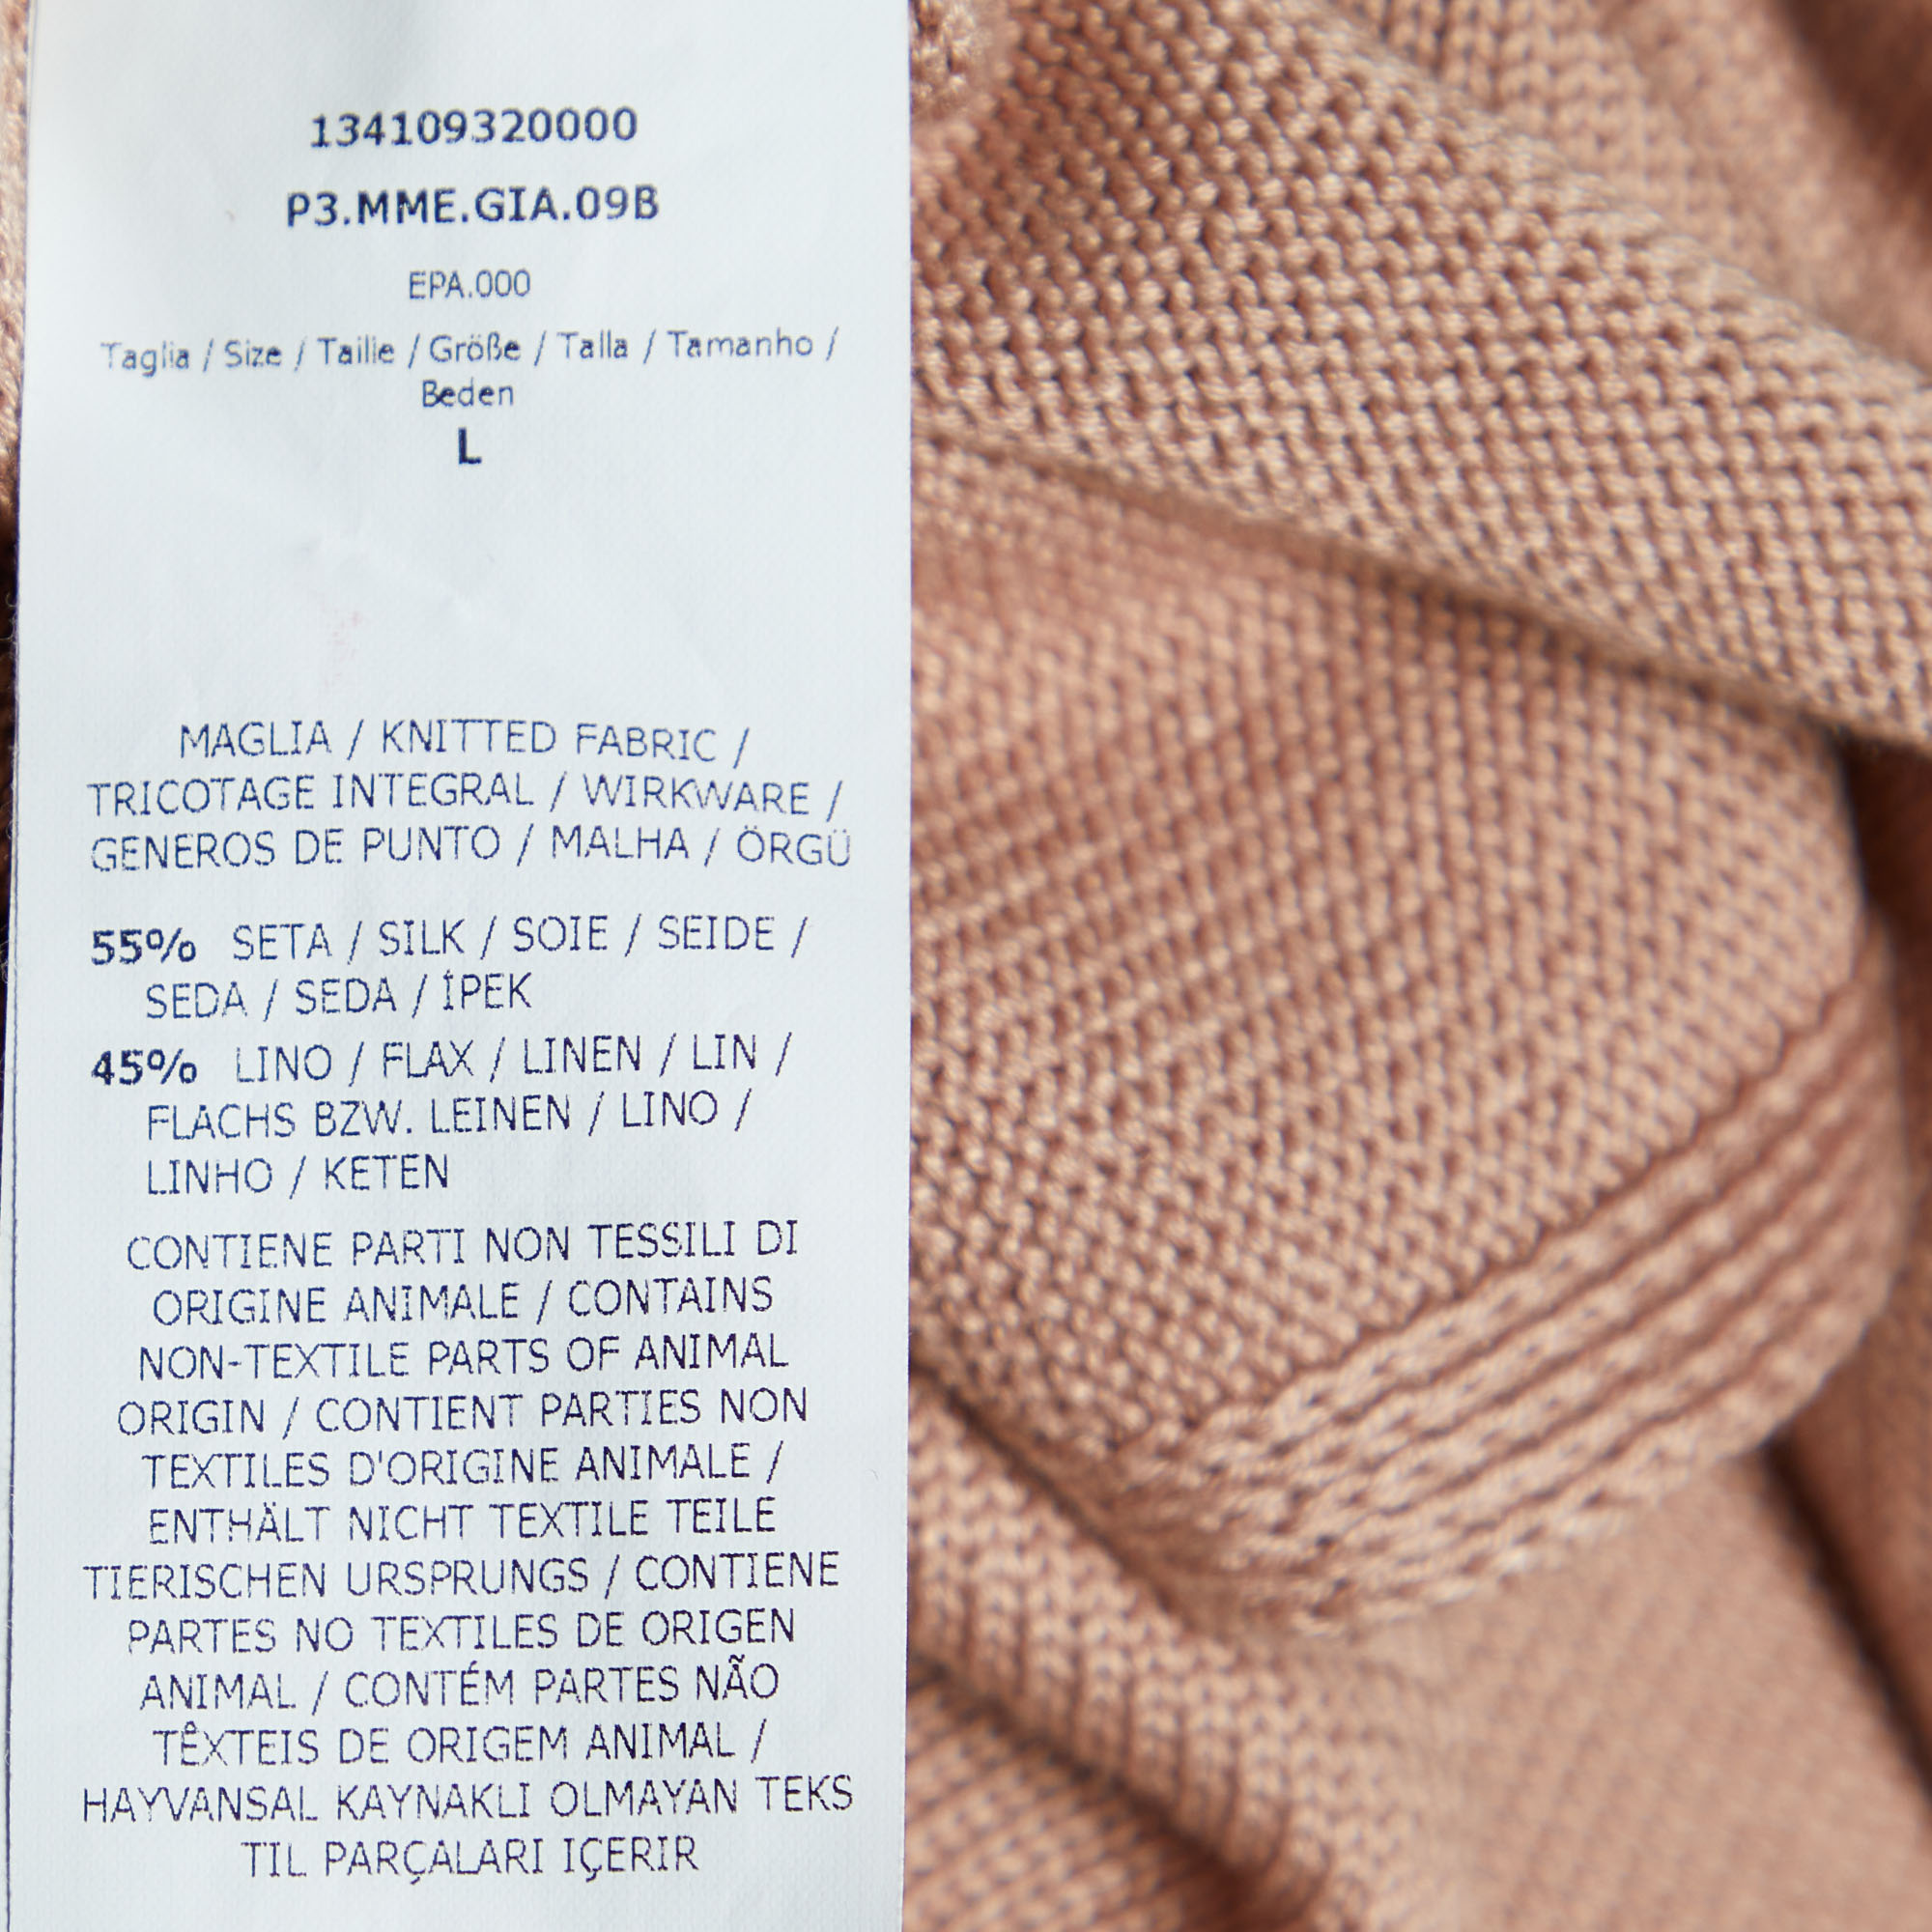 134109320000
P3.MME.GIA.09B
EPA.000
Taglia / Size / Taille / Größe / Talla / Tamanho /
Beden
L
MAGLIA / KNITTED FABRIC /
TRICOTAGE INTEGRAL / WIRKWARE /
GENEROS DE PUNTO / MALHA / ÖRGÜ
55% SETA / SILK / SOIE / SEIDE /
SEDA / SEDA / İPEK
45% LINO / FLAX / LINEN / LIN /
FLACHS BZW. LEINEN / LINO /
LINHO / KETEN
CONTIENE PARTI NON TESSILI DI
ORIGINE ANIMALE / CONTAINS
NON-TEXTILE PARTS OF ANIMAL
ORIGIN / CONTIENT PARTIES NON
TEXTILES D'ORIGINE ANIMALE /
ENTHÄLT NICHT TEXTILE TEILE
TIERISCHEN URSPRUNGS / CONTIENE
PARTES NO TEXTILES DE ORIGEN
ANIMAL / CONTÉM PARTES NÃO
TÊXTEIS DE ORIGEM ANIMAL /
HAYVANSAL KAYNAKLI OLMAYAN TEKS
TIL PARÇALARI IÇERIR